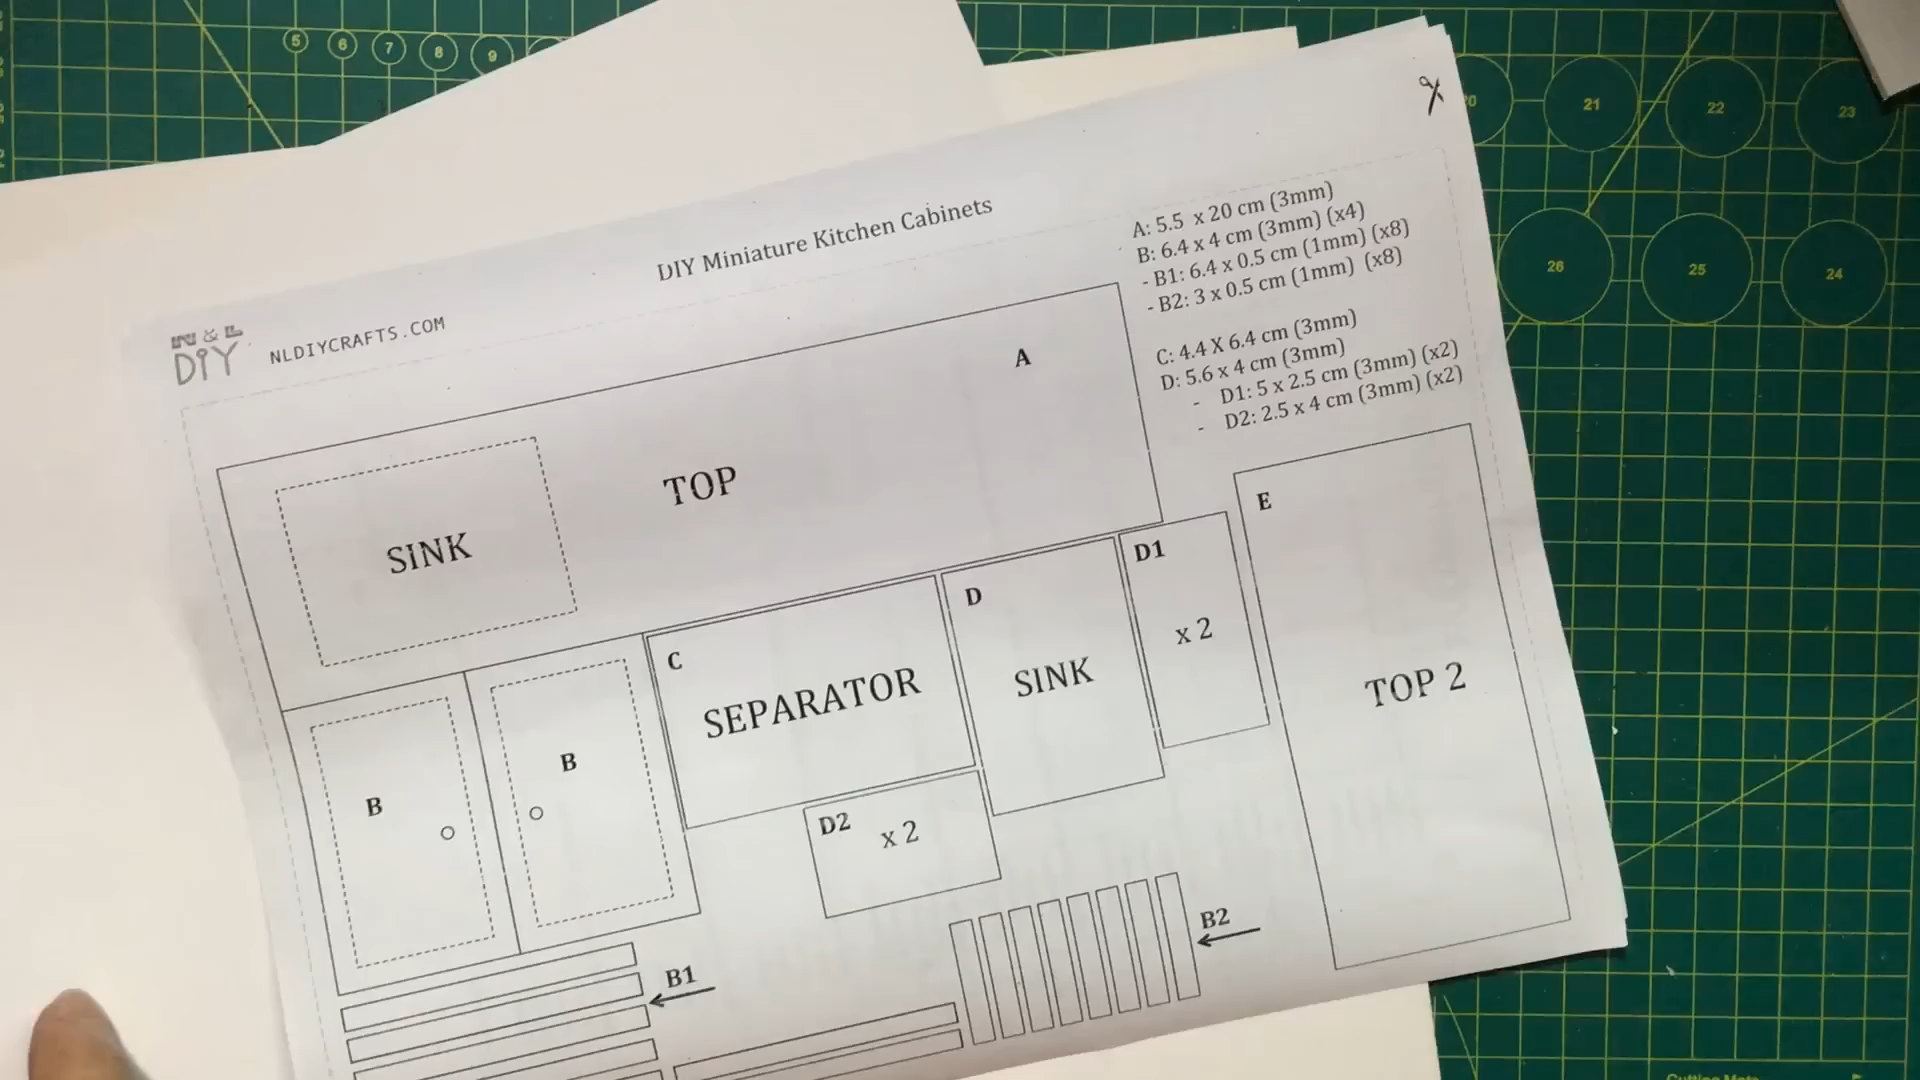 5 6 7 8 9
20 21 22 23
26 25 24
N & L
DIY
NLDIYCRAFTS.COM
DIY Miniature Kitchen Cabinets
A: 5.5 x 20 cm (3mm)
B: 6.4 x 4 cm (3mm) (x4)
- B1: 6.4 x 0.5 cm (1mm) (x8)
- B2: 3 x 0.5 cm (1mm) (x8)
C: 4.4 X 6.4 cm (3mm)
D: 5.6 x 4 cm (3mm)
- D1: 5 x 2.5 cm (3mm) (x2)
- D2: 2.5 x 4 cm (3mm) (x2)
A
TOP
SINK
B
B
C
SEPARATOR
D
SINK
D1
x 2
D2
x 2
E
TOP 2
B1
B2